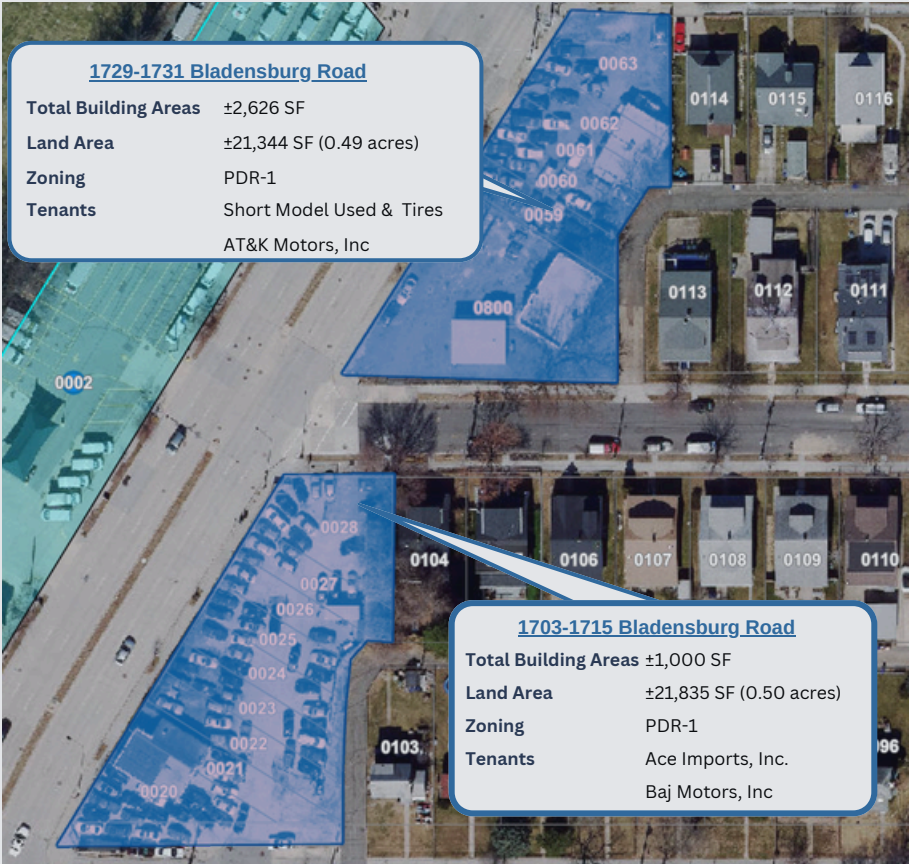 1729-1731 Bladensburg Road
Total Building Areas ±2,626 SF
Land Area ±21,344 SF (0.49 acres)
Zoning PDR-1
Tenants Short Model Used & Tires
AT&K Motors, Inc
0063
0114 0115 0116
0062
0061
0060
0059
0113 0112 0111
0800
0002
0028
0104 0106 0107 0108 0109 0110
0027
0026
0025
0024
0023
0022
0021
0020
0103
1703-1715 Bladensburg Road
Total Building Areas ±1,000 SF
Land Area ±21,835 SF (0.50 acres)
Zoning PDR-1
Tenants Ace Imports, Inc.
Baj Motors, Inc
96